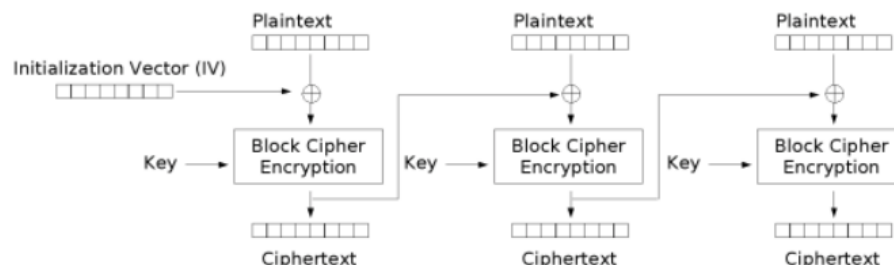 Plaintext
Plaintext
Plaintext
Initialization Vector (IV)
Key
Block Cipher
Encryption
Key
Block Cipher
Encryption
Key
Block Cipher
Encryption
Ciphertext
Ciphertext
Ciphertext